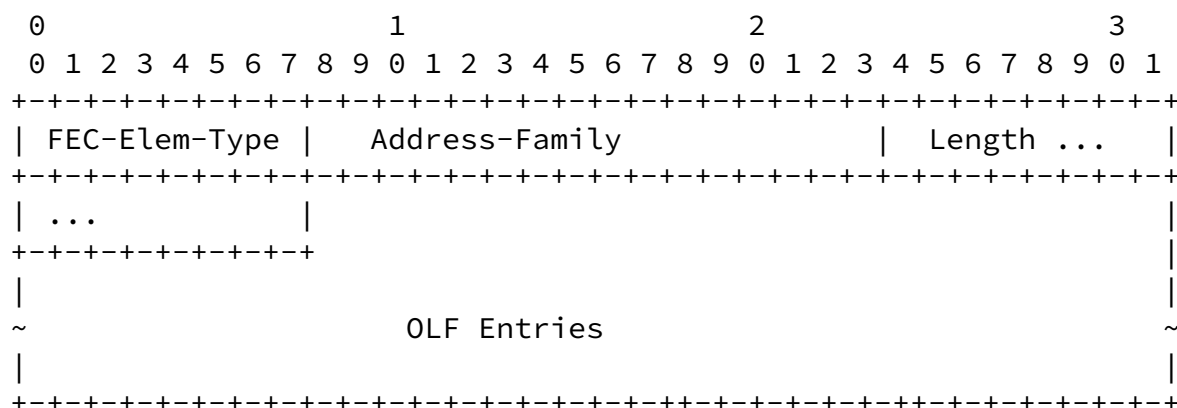 0                   1                   2                   3
 0 1 2 3 4 5 6 7 8 9 0 1 2 3 4 5 6 7 8 9 0 1 2 3 4 5 6 7 8 9 0 1
+-+-+-+-+-+-+-+-+-+-+-+-+-+-+-+-+-+-+-+-+-+-+-+-+-+-+-+-+-+-+-+-+
| FEC-Elem-Type |   Address-Family              |  Length ...   |
+-+-+-+-+-+-+-+-+-+-+-+-+-+-+-+-+-+-+-+-+-+-+-+-+-+-+-+-+-+-+-+-+
| ...           |                                               |
+-+-+-+-+-+-+-+-+                                               |
|                                                               |
~                     OLF Entries                               ~
|                                                               |
+-+-+-+-+-+-+-+-+-+-+-+-+-+-+-+-+-+-++-+-+-+-+-+-++-+-+-+-+-+-+-+